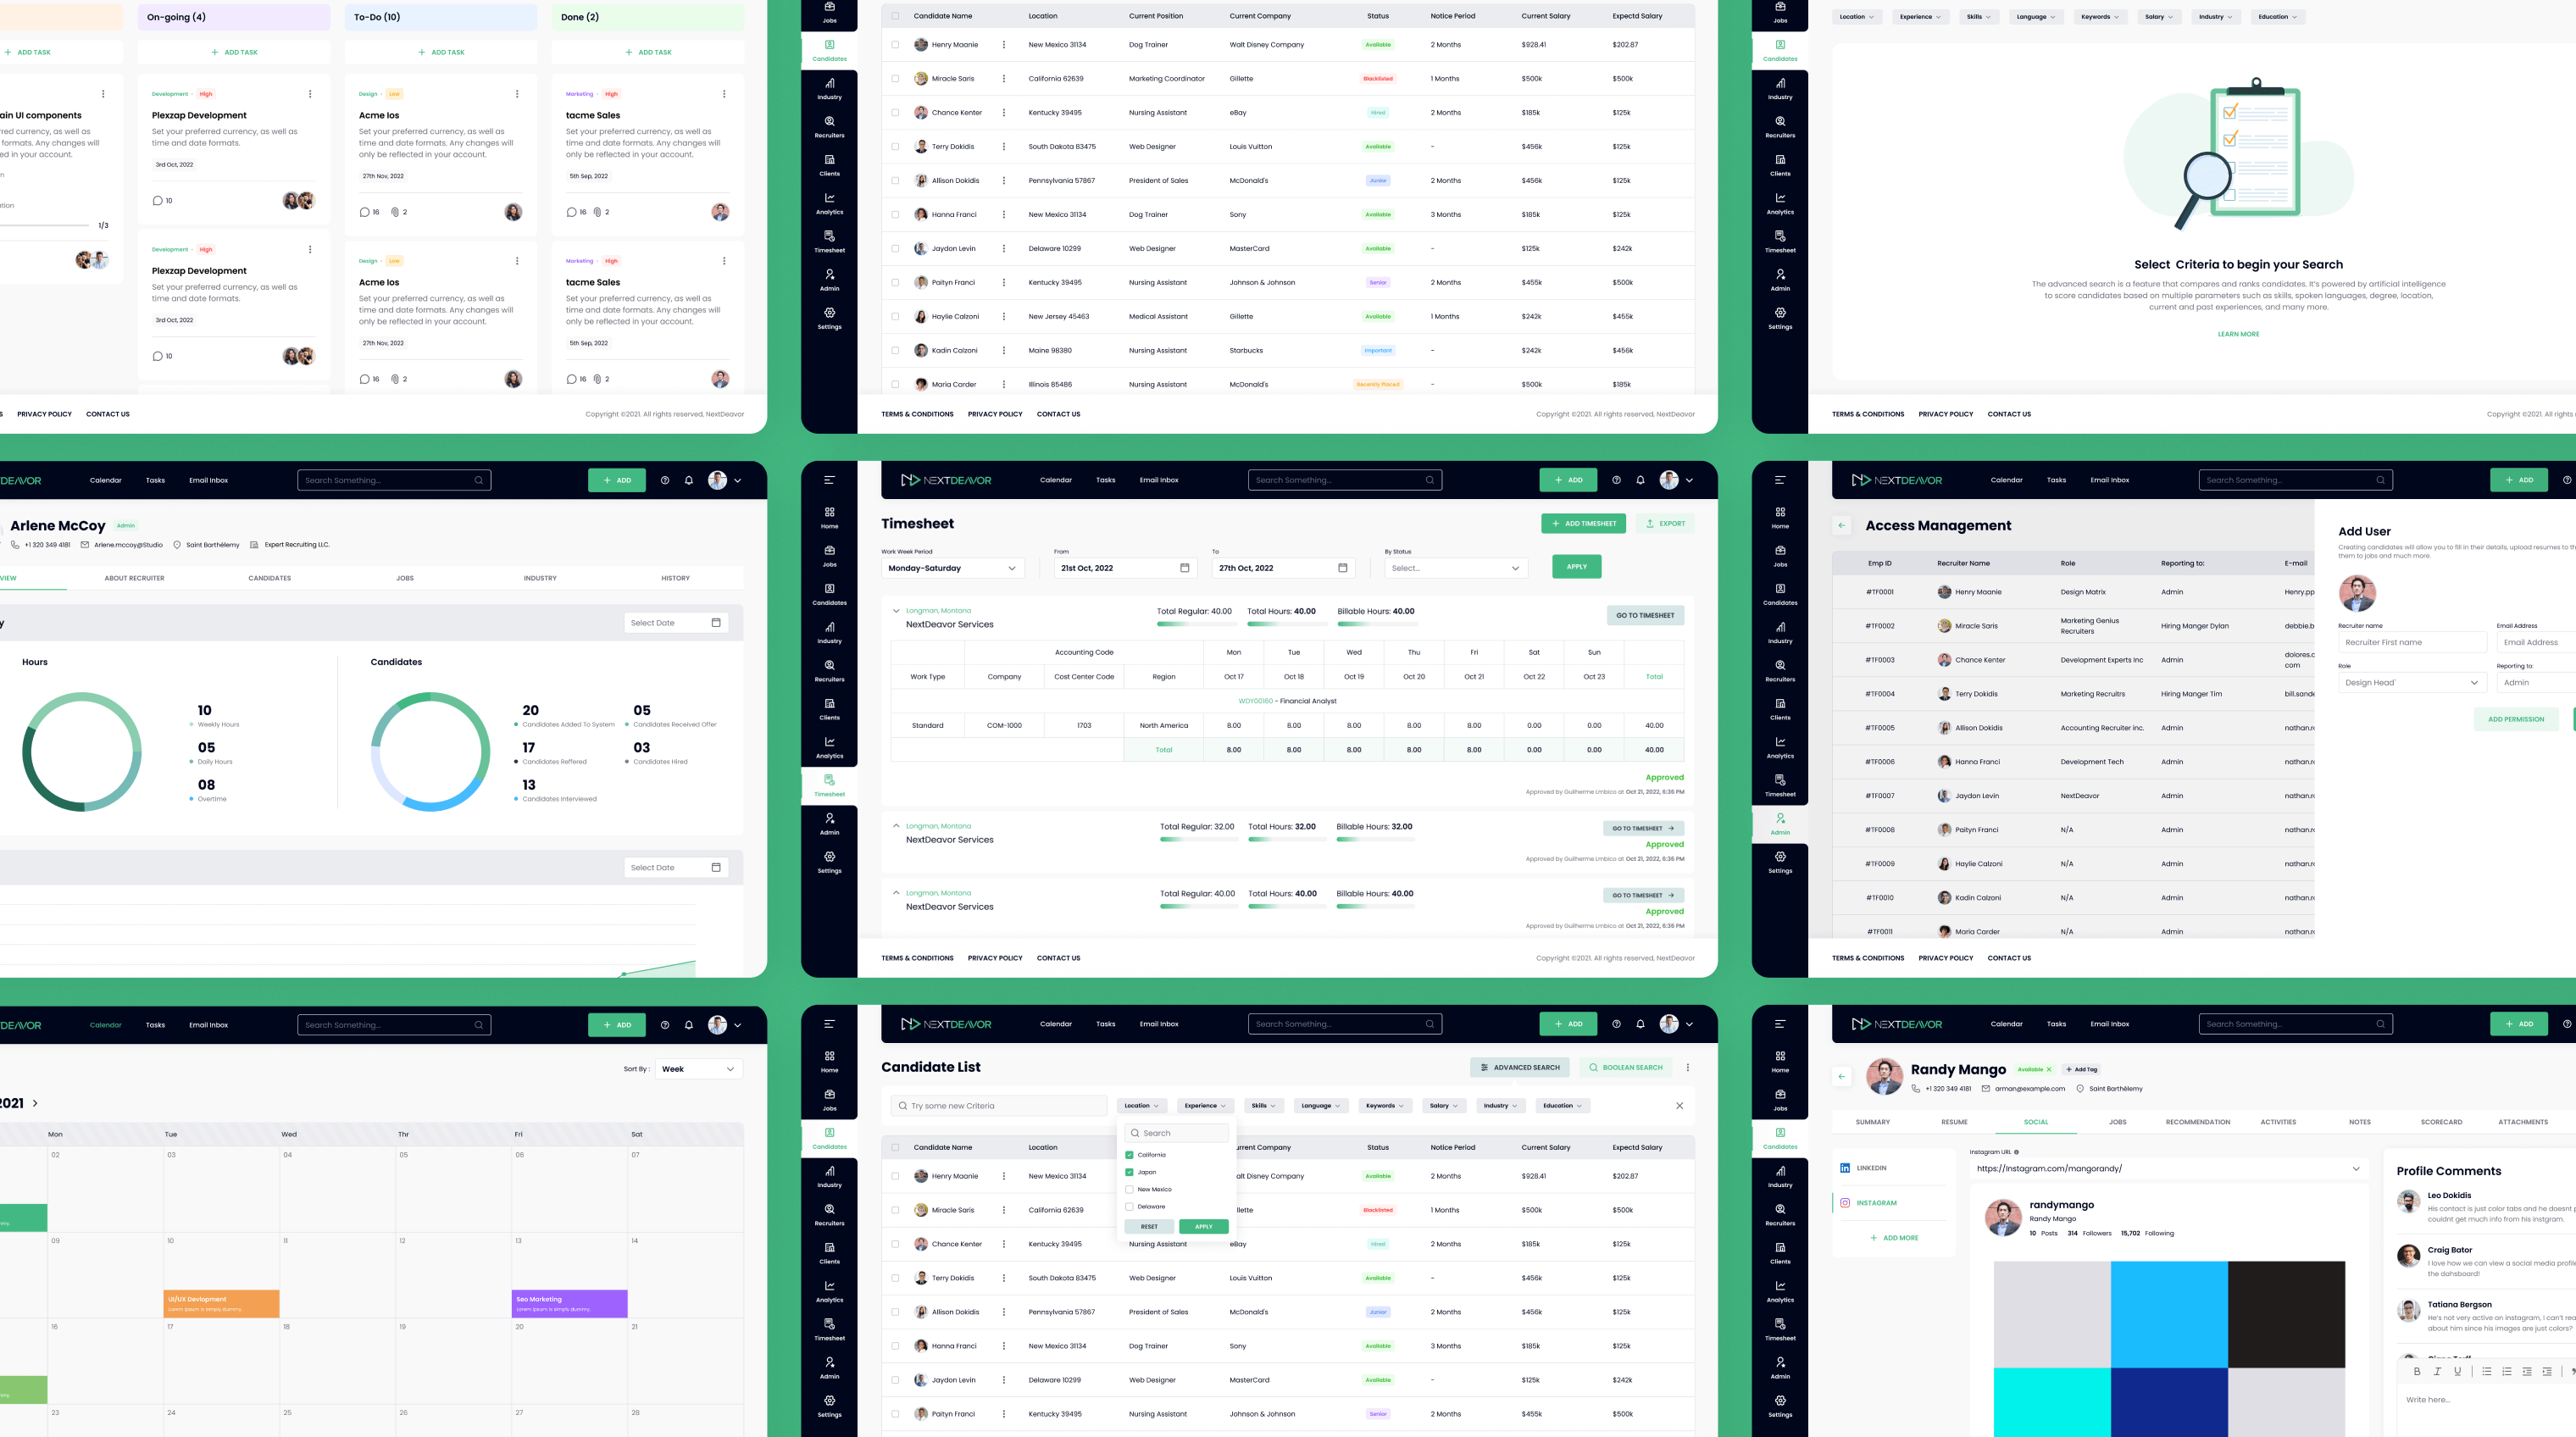 On-going (4)
To-Do (10)
Done (2)
ADD TASK
ADD TASK
ADD TASK
ADD TASK
Development · High
Design · Low
Marketing · High
ain UI components
Plexzap Development
Acme Ios
tacme Sales
red currency, as well as
formats. Any changes will
ed in your account.
Set your preferred currency, as well as
time and date formats.
Set your preferred currency, as well as
time and date formats. Any changes will
only be reflected in your account.
Set your preferred currency, as well as
time and date formats. Any changes will
only be reflected in your account.
3rd Oct, 2022
27th Nov, 2022
5th Sep, 2022
n
ation
1/3
10
16 2
16 2
Development · High
Design · Low
Marketing · High
Plexzap Development
Acme Ios
tacme Sales
Set your preferred currency, as well as
time and date formats.
Set your preferred currency, as well as
time and date formats. Any changes will
only be reflected in your account.
Set your preferred currency, as well as
time and date formats. Any changes will
only be reflected in your account.
3rd Oct, 2022
27th Nov, 2022
5th Sep, 2022
10
16 2
16 2
S PRIVACY POLICY CONTACT US
Copyright ©2021. All rights reserved, NextDeavor
Jobs
Candidates
Industry
Recruiters
Clients
Analytics
Timesheet
Admin
Settings
Candidate Name Location Current Position Current Company Status Notice Period Current Salary Expectd Salary
Henry Maanie New Mexico 31134 Dog Trainer Walt Disney Company Available 2 Months $928.41 $202.87
Miracle Saris California 62639 Marketing Coordinator Gillette Blacklisted 1 Months $500k $500k
Chance Kenter Kentucky 39495 Nursing Assistant eBay Hired 2 Months $185k $125k
Terry Dokidis South Dakota 83475 Web Designer Louis Vuitton Available - $456k $125k
Allison Dokidis Pennsylvania 57867 President of Sales McDonald's Junior 2 Months $456k $125k
Hanna Franci New Mexico 31134 Dog Trainer Sony Available 3 Months $185k $125k
Jaydon Levin Delaware 10299 Web Designer MasterCard Available - $125k $242k
Paityn Franci Kentucky 39495 Nursing Assistant Johnson & Johnson Senior 2 Months $455k $500k
Haylie Calzoni New Jersey 45463 Medical Assistant Gillette Available 1 Months $242k $455k
Kadin Calzoni Maine 98380 Nursing Assistant Starbucks Important - $242k $456k
Maria Carder Illinois 85486 Nursing Assistant McDonald's Recently Placed - $500k $185k
TERMS & CONDITIONS PRIVACY POLICY CONTACT US
Copyright ©2021. All rights reserved, NextDeavor
Jobs
Candidates
Industry
Recruiters
Clients
Analytics
Timesheet
Admin
Settings
Location Experience Skills Language Keywords Salary Industry Education
Select Criteria to begin your Search
The advanced search is a feature that compares and ranks candidates. It's powered by artificial intelligence
to score candidates based on multiple parameters such as skills, spoken languages, degree, location,
current and past experiences, and many more.
LEARN MORE
TERMS & CONDITIONS PRIVACY POLICY CONTACT US
Copyright ©2021. All rights
TDEAVOR Calendar Tasks Email Inbox Search Something... ADD
Arlene McCoy Admin
+1 320 349 4181 Arlene.mccoy@Studio Saint Barthélemy Expert Recruiting LLC.
VIEW ABOUT RECRUITER CANDIDATES JOBS INDUSTRY HISTORY
y
Select Date
Hours
10
Weekly Hours
05
Daily Hours
08
Overtime
Candidates
20
Candidates Added To System
05
Candidates Received Offer
17
Candidates Reffered
03
Candidates Hired
13
Candidates Interviewed
Select Date
Home
Jobs
Candidates
Industry
Recruiters
Clients
Analytics
Timesheet
Admin
Settings
NEXTDEAVOR Calendar Tasks Email Inbox Search Something... ADD
Timesheet
ADD TIMESHEET
EXPORT
Work Week Period From To By Status
Monday-Saturday 21st Oct, 2022 27th Oct, 2022 Select... APPLY
Longman, Montana
NextDeavor Services
Total Regular: 40.00 Total Hours: 40.00 Billable Hours: 40.00
GO TO TIMESHEET
Accounting Code Mon Tue Wed Thu Fri Sat Sun
Work Type Company Cost Center Code Region Oct 17 Oct 18 Oct 19 Oct 20 Oct 21 Oct 22 Oct 23 Total
WDY00160 - Financial Analyst
Standard COM-1000 1703 North America 8.00 8.00 8.00 8.00 8.00 0.00 0.00 40.00
Total 8.00 8.00 8.00 8.00 8.00 0.00 0.00 40.00
Approved
Approved by Guilherme Umbico at Oct 21, 2022, 6:36 PM
Longman, Montana
NextDeavor Services
Total Regular: 32.00 Total Hours: 32.00 Billable Hours: 32.00
GO TO TIMESHEET
Approved
Approved by Guilherme Umbico at Oct 21, 2022, 6:36 PM
Longman, Montana
NextDeavor Services
Total Regular: 40.00 Total Hours: 40.00 Billable Hours: 40.00
GO TO TIMESHEET
Approved
Approved by Guilherme Umbico at Oct 21, 2022, 6:36 PM
TERMS & CONDITIONS PRIVACY POLICY CONTACT US
Copyright ©2021. All rights reserved, NextDeavor
Home
Jobs
Candidates
Industry
Recruiters
Clients
Analytics
Timesheet
Admin
Settings
NEXTDEAVOR Calendar Tasks Email Inbox Search Something... ADD
Access Management
Emp ID Recruiter Name Role Reporting to: E-mail
#TF0001 Henry Maanie Design Matrix Admin Henry.pp
#TF0002 Miracle Saris Marketing Genius Recruiters Hiring Manger Dylan debbie.b
#TF0003 Chance Kenter Development Experts Inc Admin dolores.c com
#TF0004 Terry Dokidis Marketing Recruitrs Hiring Manger Tim bill.sande
#TF0005 Allison Dokidis Accounting Recruiter inc. Admin nathan.r
#TF0006 Hanna Franci Development Tech Admin nathan.r
#TF0007 Jaydon Levin NextDeavor Admin nathan.r
#TF0008 Paityn Franci N/A Admin nathan.r
#TF0009 Haylie Calzoni N/A Admin nathan.r
#TF0010 Kadin Calzoni N/A Admin nathan.r
#TF0011 Maria Carder N/A Admin nathan.r
Add User
Creating candidates will allow you to fill in their details, upload resumes to th
them to jobs and much more.
Recruiter name Email Address
Recruiter First name Email Address
Role Reporting to:
Design Head` Admin
ADD PERMISSION
TERMS & CONDITIONS PRIVACY POLICY CONTACT US
TDEAVOR Calendar Tasks Email Inbox Search Something... ADD
Sort By : Week
2021
Mon Tue Wed Thr Fri Sat
02 03 04 05 06 07
09 10 11 12 13 14
UI/UX Devlopment
Lorem Ipsum is simply dummy.
Seo Marketing
Lorem Ipsum is simply dummy.
16 17 18 19 20 21
23 24 25 26 27 28
Home
Jobs
Candidates
Industry
Recruiters
Clients
Analytics
Timesheet
Admin
Settings
NEXTDEAVOR Calendar Tasks Email Inbox Search Something... ADD
Candidate List
ADVANCED SEARCH
BOOLEAN SEARCH
Try some new Criteria Location Experience Skills Language Keywords Salary Industry Education
Search
California
Japan
New Mexico
Delaware
RESET APPLY
Candidate Name Location urrent Company Status Notice Period Current Salary Expectd Salary
Henry Maanie New Mexico 31134 alt Disney Company Available 2 Months $928.41 $202.87
Miracle Saris California 62639 illette Blacklisted 1 Months $500k $500k
Chance Kenter Kentucky 39495 Nursing Assistant eBay Hired 2 Months $185k $125k
Terry Dokidis South Dakota 83475 Web Designer Louis Vuitton Available - $456k $125k
Allison Dokidis Pennsylvania 57867 President of Sales McDonald's Junior 2 Months $456k $125k
Hanna Franci New Mexico 31134 Dog Trainer Sony Available 3 Months $185k $125k
Jaydon Levin Delaware 10299 Web Designer MasterCard Available - $125k $242k
Paityn Franci Kentucky 39495 Nursing Assistant Johnson & Johnson Senior 2 Months $455k $500k
Home
Jobs
Candidates
Industry
Recruiters
Clients
Analytics
Timesheet
Admin
Settings
NEXTDEAVOR Calendar Tasks Email Inbox Search Something... ADD
Randy Mango Available Add Tag
+1 320 349 4181 arman@example.com Saint Barthélemy
SUMMARY RESUME SOCIAL JOBS RECOMMENDATION ACTIVITIES NOTES SCORECARD ATTACHMENTS
LINKEDIN
INSTAGRAM
ADD MORE
Instagram URL
https://Instagram.com/mangorandy/
randymango
Randy Mango
10 Posts 314 Followers 15,702 Following
Profile Comments
Leo Dokidis
His contact is just color tabs and he doesnt p
couldnt get much info from his instgram.
Craig Bator
I love how we can view a social media profile
the dahsboard!
Tatiana Bergson
He's not very active on instagram, I can't rea
about him since his images are just colors?
B I U
Write here...